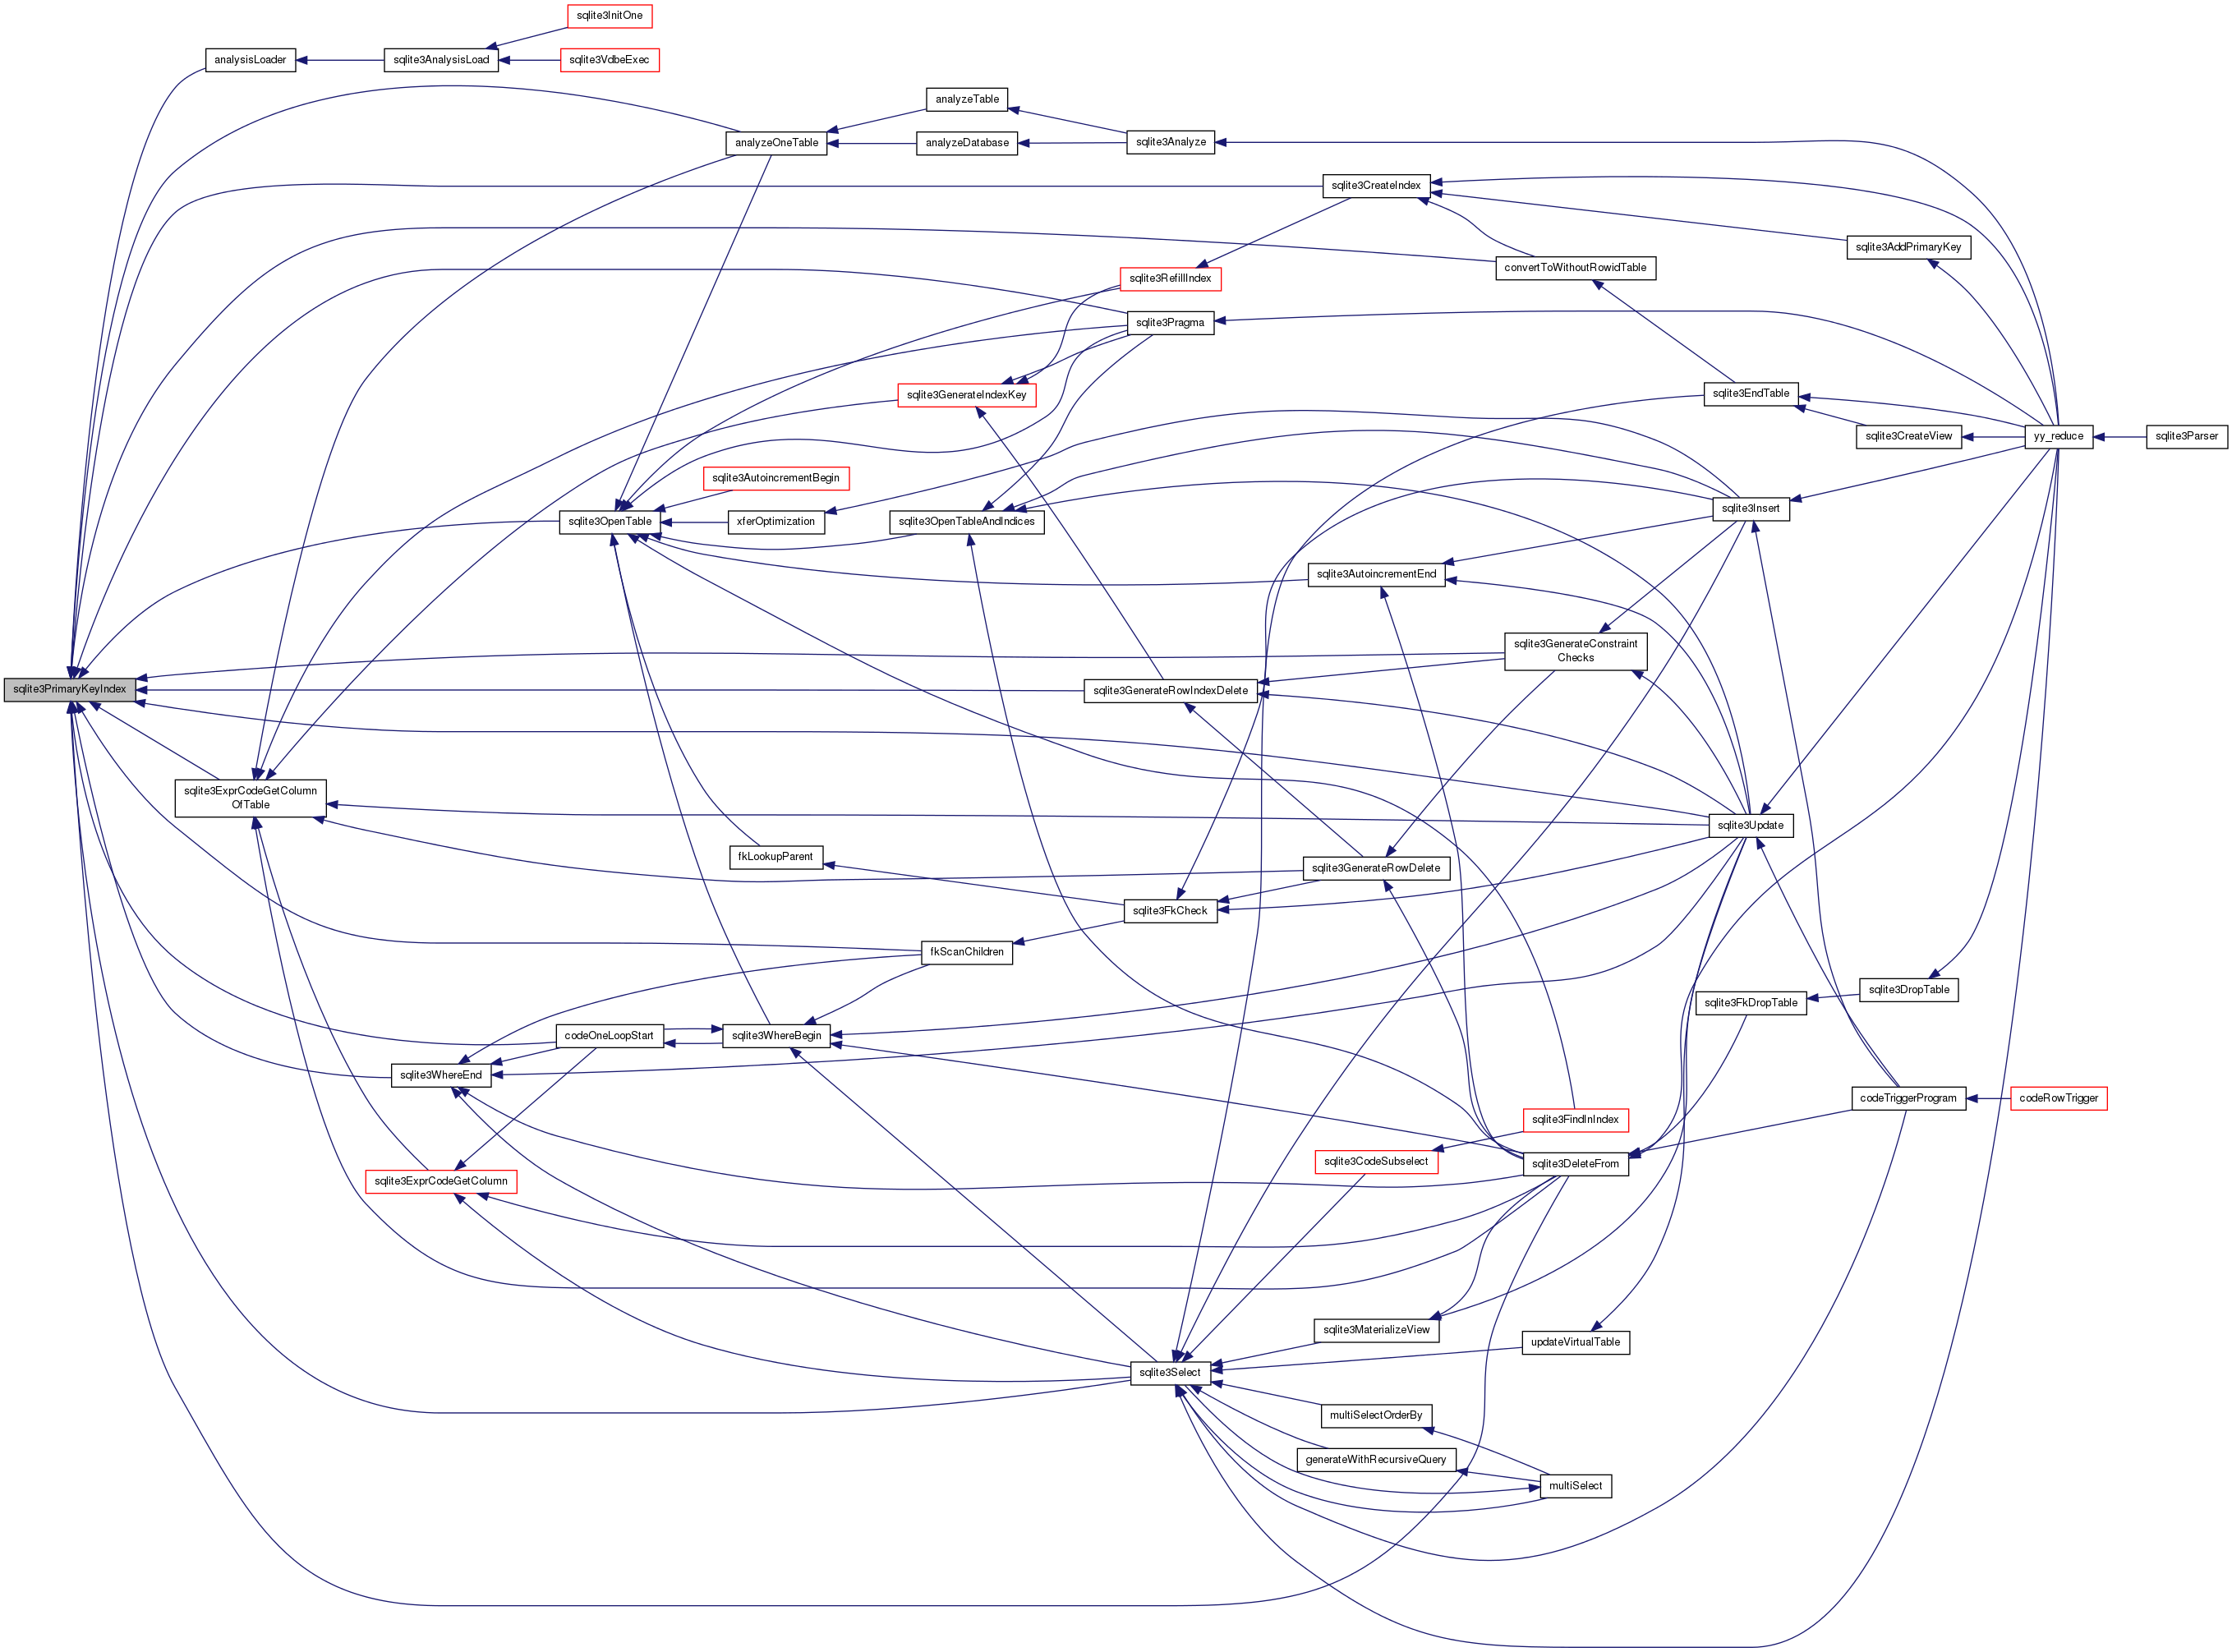 sqlite3InitOne
analysisLoader
sqlite3AnalysisLoad
sqlite3VdbeExec
analyzeTable
analyzeOneTable
analyzeDatabase
sqlite3Analyze
sqlite3CreateIndex
sqlite3AddPrimaryKey
convertToWithoutRowidTable
sqlite3RefillIndex
sqlite3Pragma
sqlite3GenerateIndexKey
sqlite3EndTable
sqlite3CreateView
yy_reduce
sqlite3Parser
sqlite3AutoincrementBegin
sqlite3OpenTable
xferOptimization
sqlite3OpenTableAndIndices
sqlite3Insert
sqlite3AutoincrementEnd
sqlite3GenerateConstraint
Checks
sqlite3PrimaryKeyIndex
sqlite3GenerateRowIndexDelete
sqlite3ExprCodeGetColumn
OfTable
sqlite3Update
fkLookupParent
sqlite3GenerateRowDelete
sqlite3FkCheck
fkScanChildren
sqlite3DropTable
sqlite3FkDropTable
codeOneLoopStart
sqlite3WhereBegin
sqlite3WhereEnd
codeTriggerProgram
codeRowTrigger
sqlite3FindInIndex
sqlite3CodeSubselect
sqlite3DeleteFrom
sqlite3ExprCodeGetColumn
sqlite3MaterializeView
updateVirtualTable
sqlite3Select
multiSelectOrderBy
generateWithRecursiveQuery
multiSelect